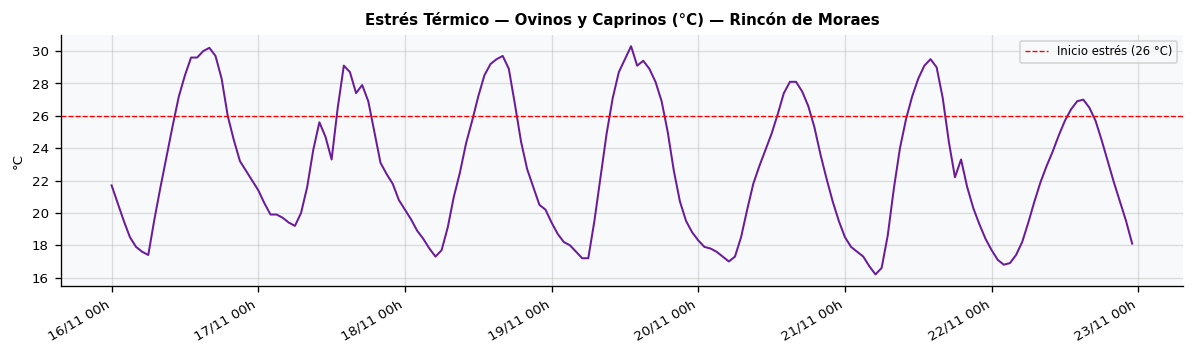 Estrés Térmico — Ovinos y Caprinos (°C) — Rincón de Moraes
Inicio estrés (26 °C)
°C
30
28
26
24
22
20
18
16
16/11 00h
17/11 00h
18/11 00h
19/11 00h
20/11 00h
21/11 00h
22/11 00h
23/11 00h